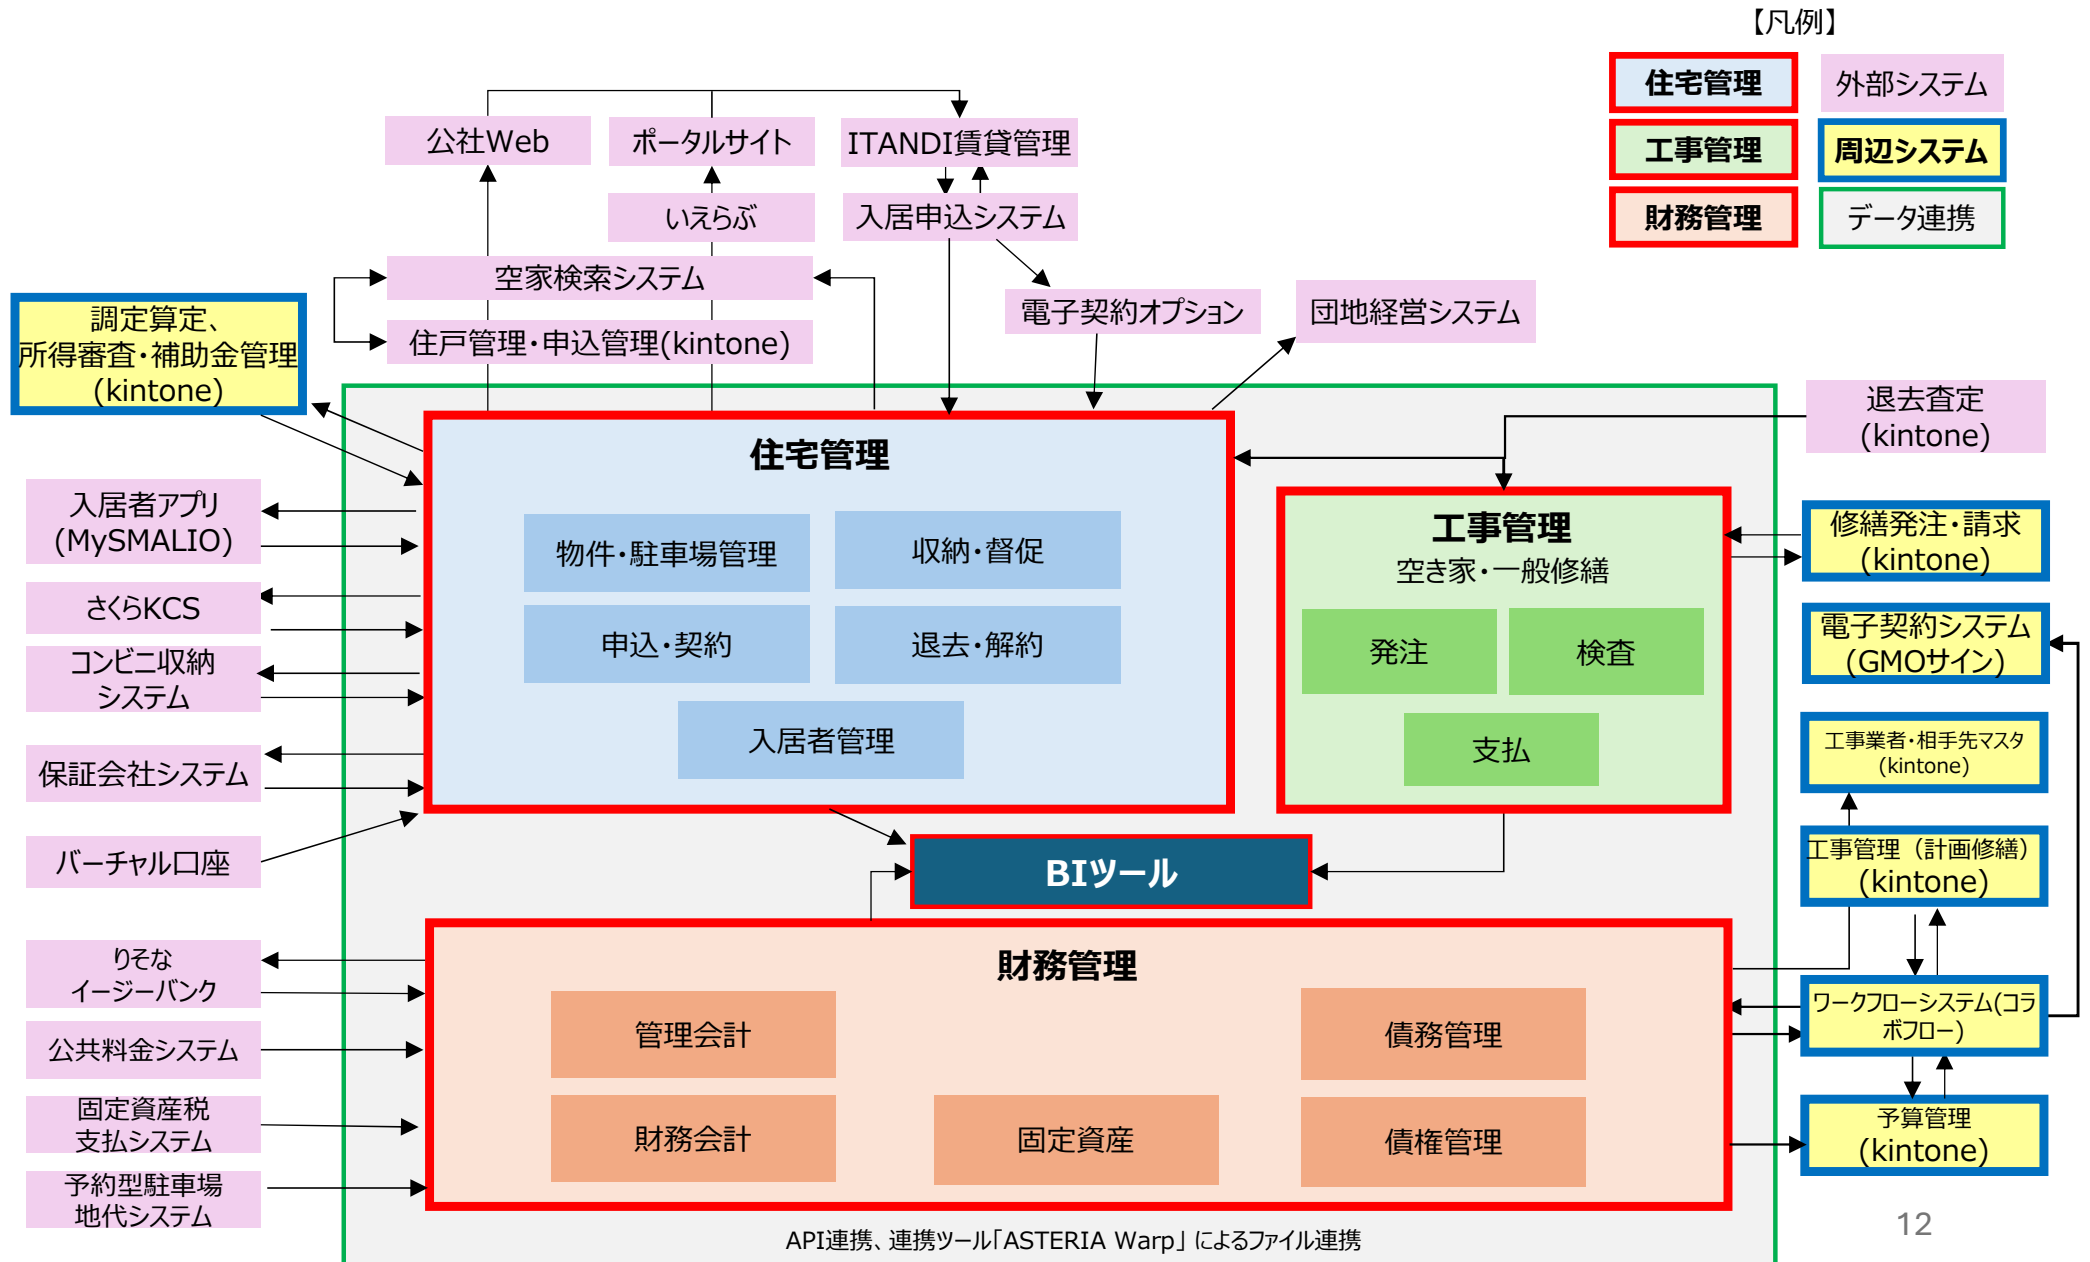 【凡例】
住宅管理
外部システム
工事管理
周辺システム
財務管理
データ連携
公社Web
ポータルサイト
ITANDI賃貸管理
いえらぶ
入居申込システム
空家検索システム
電子契約オプション
団地経営システム
住戸管理・申込管理(kintone)
調定算定、
所得審査・補助金管理
(kintone)
退去査定
(kintone)
入居者アプリ
(MySMALIO)
さくらKCS
コンビニ収納
システム
保証会社システム
バーチャル口座
りそな
イージーバンク
公共料金システム
固定資産税
支払システム
予約型駐車場
地代システム
住宅管理
物件・駐車場管理
収納・督促
申込・契約
退去・解約
入居者管理
工事管理
空き家・一般修繕
発注
検査
支払
BIツール
財務管理
管理会計
債務管理
財務会計
固定資産
債権管理
修繕発注・請求
(kintone)
電子契約システム
(GMOサイン)
工事業者・相手先マスタ
(kintone)
工事管理（計画修繕）
(kintone)
ワークフローシステム(コラ
ボフロー)
予算管理
(kintone)
API連携、連携ツール「ASTERIA Warp」によるファイル連携
12